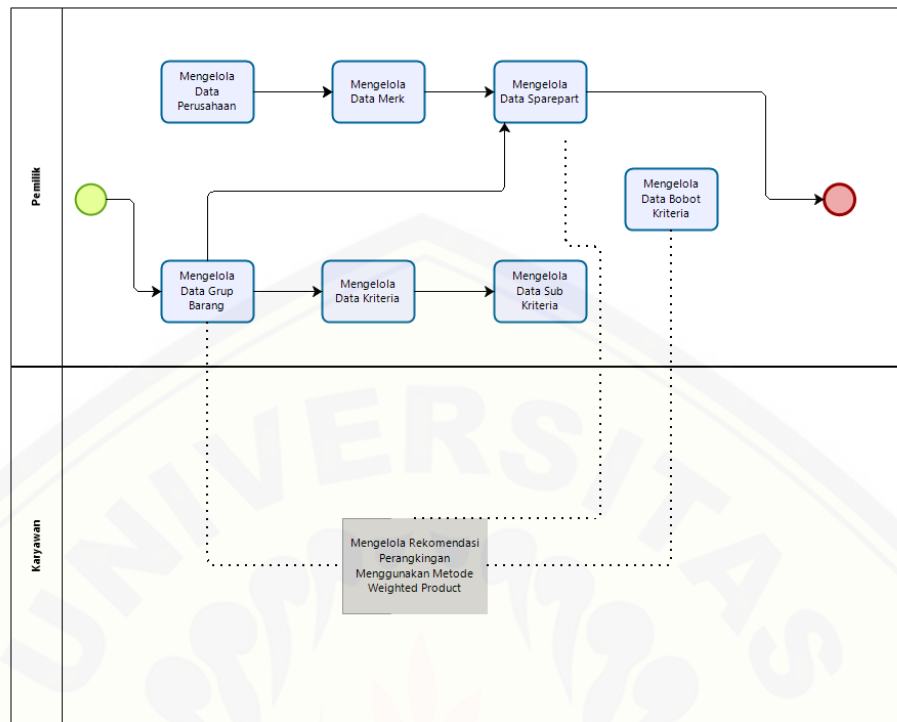 Pemilik
Mengelola
Data
Perusahaan
Mengelola
Data Merk
Mengelola
Data Sparepart
Mengelola
Data Bobot
Kriteria
Mengelola
Data Grup
Barang
Mengelola
Data Kriteria
Mengelola
Data Sub
Kriteria
Karyawan
Mengelola Rekomendasi
Perangkingan
Menggunakan Metode
Weighted Product
UNIVERSITAS